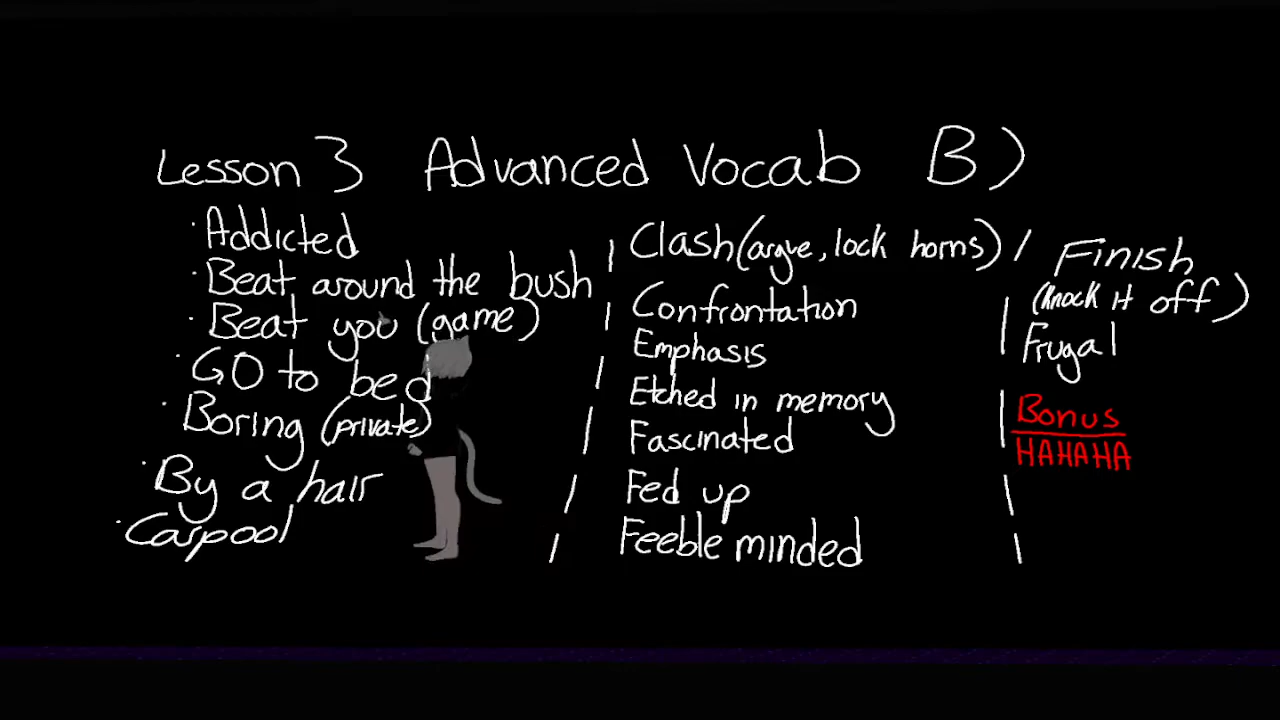 Lesson 3 Advanced Vocab B)
· Addicted
· Beat around the bush
· Beat you (game)
· Go to bed
· Boring (private)
· By a hair
· Carpool
Clash (argue, lock horns)
Confrontation
Emphasis
Etched in memory
Fascinated
Fed up
Feeble minded
Finish
(knock it off)
Frugal
Bonus
HAHAHA